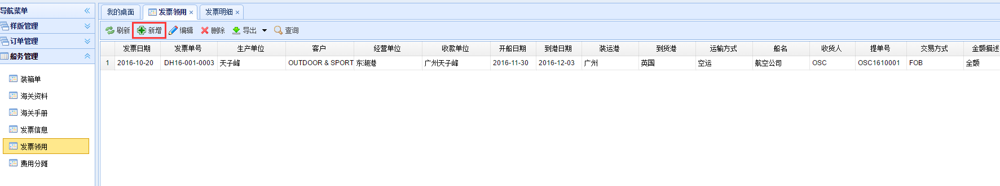 导航菜单
样版管理
订单管理
船务管理
装箱单
海关资料
海关手册
发票信息
发票领用
费用分摊
我的桌面 发票领用 发票明细
刷新 新增 编辑 删除 导出 查询
发票日期 发票单号 生产单位 客户 经营单位 收款单位 开船日期 到港日期 装运港 到货港 运输方式 船名 收货人 提单号 交易方式 金额描述
1 2016-10-20 DH16-001-0003 天子峰 OUTDOOR & SPORT 东湖港 广州天子峰 2016-11-30 2016-12-03 广州 英国 空运 航空公司 OSC OSC1610001 FOB 全额